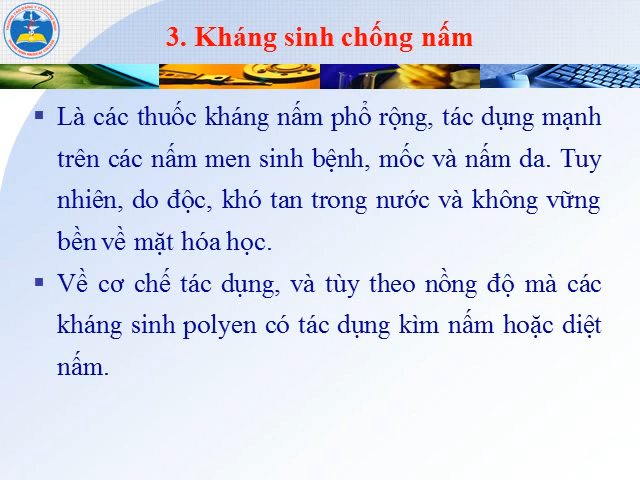 3. Kháng sinh chống nấm
▪ Là các thuốc kháng nấm phổ rộng, tác dụng mạnh
trên các nấm men sinh bệnh, mốc và nấm da. Tuy
nhiên, do độc, khó tan trong nước và không vững
bền về mặt hóa học.
▪ Về cơ chế tác dụng, và tùy theo nồng độ mà các
kháng sinh polyen có tác dụng kìm nấm hoặc diệt
nấm.